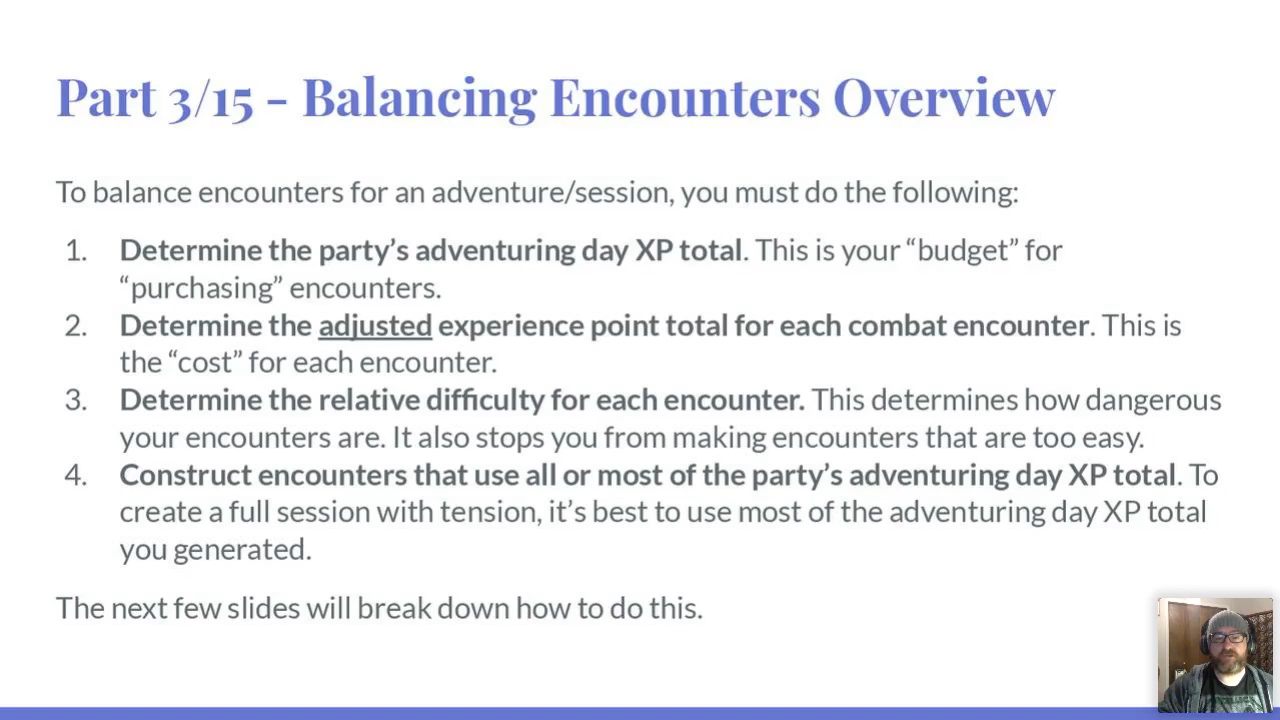 Part 3/15 - Balancing Encounters Overview
To balance encounters for an adventure/session, you must do the following:
1. Determine the party’s adventuring day XP total. This is your “budget” for
“purchasing” encounters.
2. Determine the adjusted experience point total for each combat encounter. This is
the “cost” for each encounter.
3. Determine the relative difficulty for each encounter. This determines how dangerous
your encounters are. It also stops you from making encounters that are too easy.
4. Construct encounters that use all or most of the party’s adventuring day XP total. To
create a full session with tension, it’s best to use most of the adventuring day XP total
you generated.
The next few slides will break down how to do this.